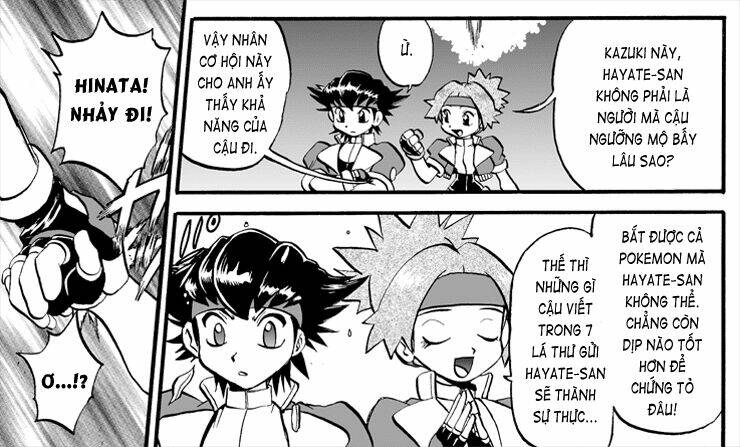 KAZUKI NÀY,
HAYATE-SAN
KHÔNG PHẢI LÀ
NGƯỜI MÀ CẬU
NGƯỠNG MỘ BẤY
LÂU SAO?
Ừ.
VẬY NHÂN
CƠ HỘI NÀY
CHO ANH ẤY
THẤY KHẢ
NĂNG CỦA
CẬU ĐI.
HINATA!
NHẢY ĐI!
Ơ...!?
BẮT ĐƯỢC CẢ
POKEMON MÀ
HAYATE-SAN
KHÔNG THỂ.
CHẲNG CÒN
DỊP NÀO TỐT
HƠN ĐỂ
CHỨNG TỎ
ĐÂU!
THẾ THÌ
NHỮNG GÌ
CẬU VIẾT
TRONG 7
LÁ THƯ GỬI
HAYATE-SAN
SẼ THÀNH
SỰ THỰC...